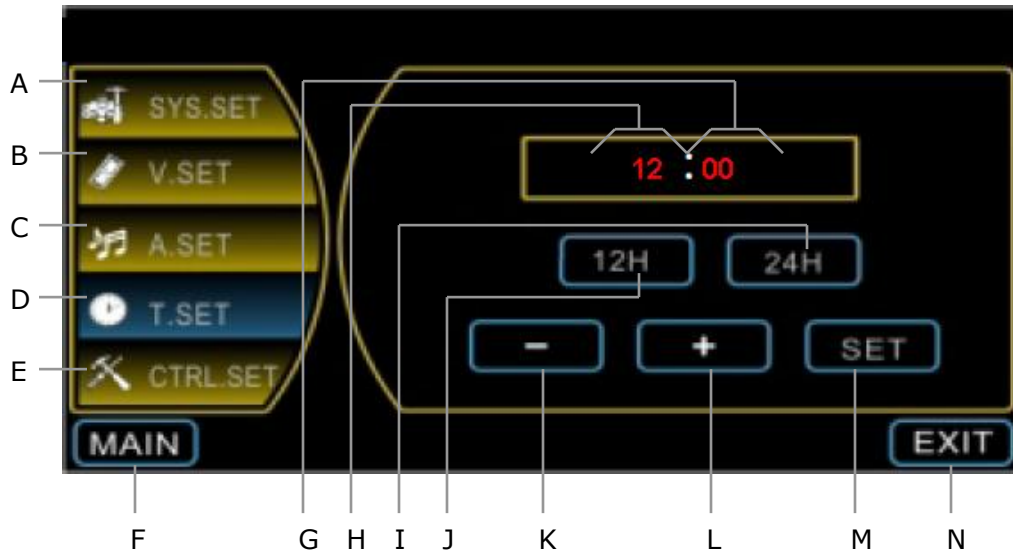 A
SYS.SET
B
V.SET
C
A.SET
D
T.SET
E
CTRL.SET
12 : 00
12H
24H
-
+
SET
MAIN
EXIT
F
G
H
I
J
K
L
M
N